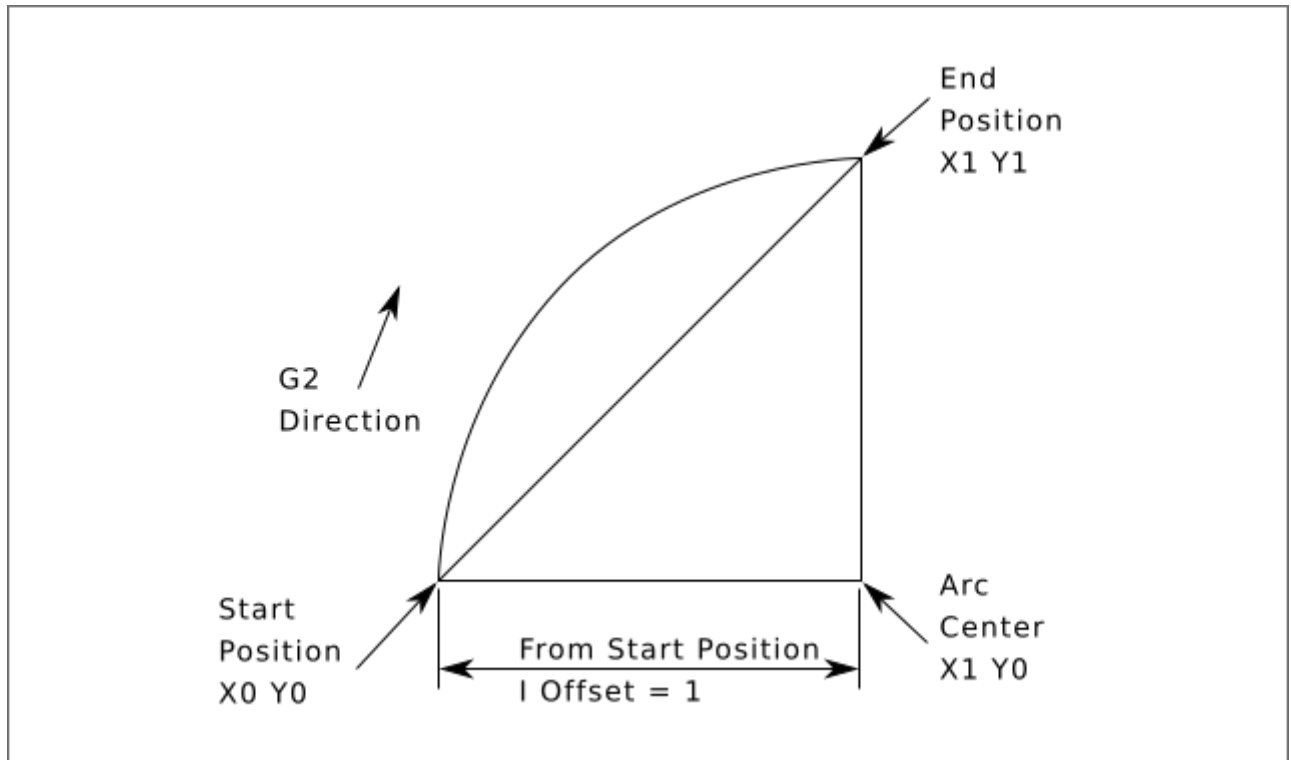 End
Position
X1 Y1
G2
Direction
Start
Position
X0 Y0
From Start Position
I Offset = 1
Arc
Center
X1 Y0